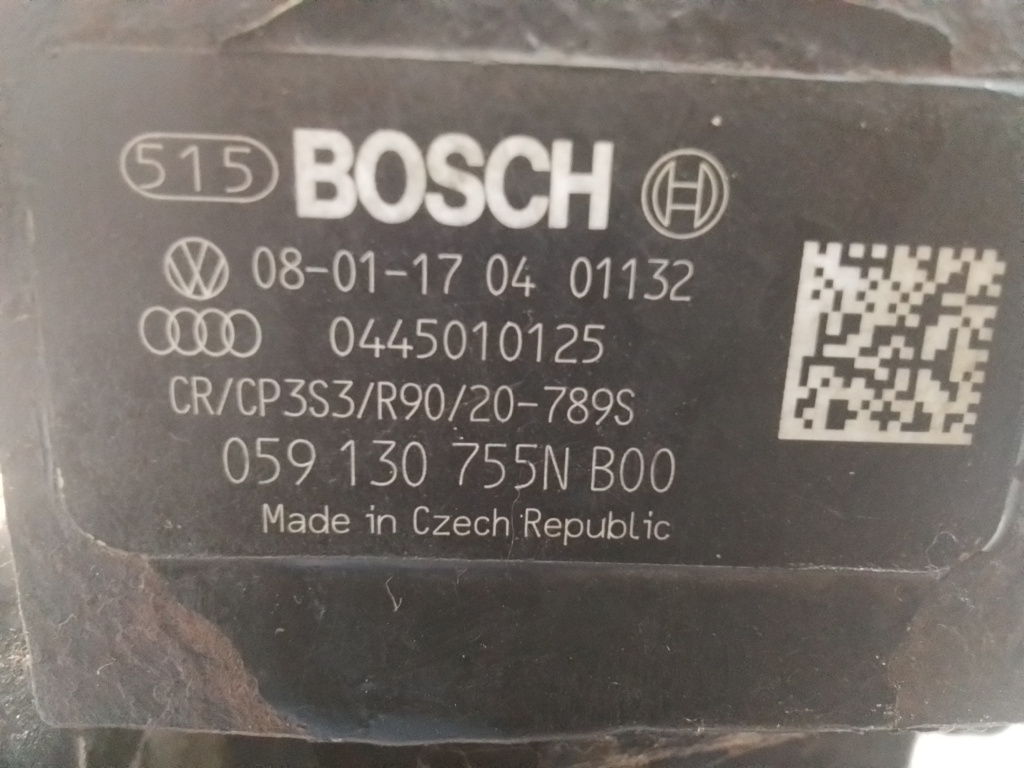 515 BOSCH
08-01-17 04 01132
0445010125
CR/CP3S3/R90/20-789S
059 130 755N B00
Made in Czech Republic